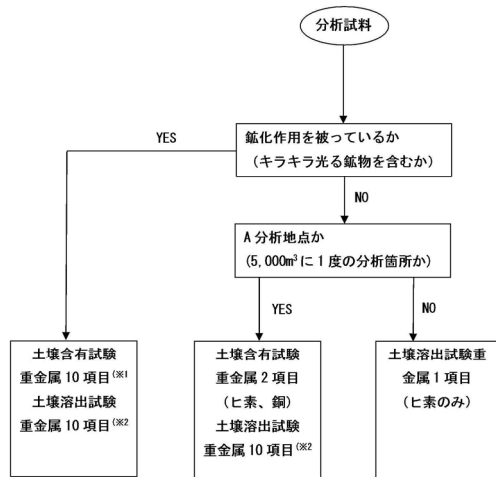 分析試料
YES
鉱化作用を被っているか
（キラキラ光る鉱物を含むか）
NO
A 分析地点か
(5,000m³に1度の分析箇所か)
YES
NO
土壌含有試験
重金属10項目(※1
土壌溶出試験
重金属10項目(※2
土壌含有試験
重金属2項目
（ヒ素、銅）
土壌溶出試験
重金属10項目(※2
土壌溶出試験重
金属1項目
（ヒ素のみ）